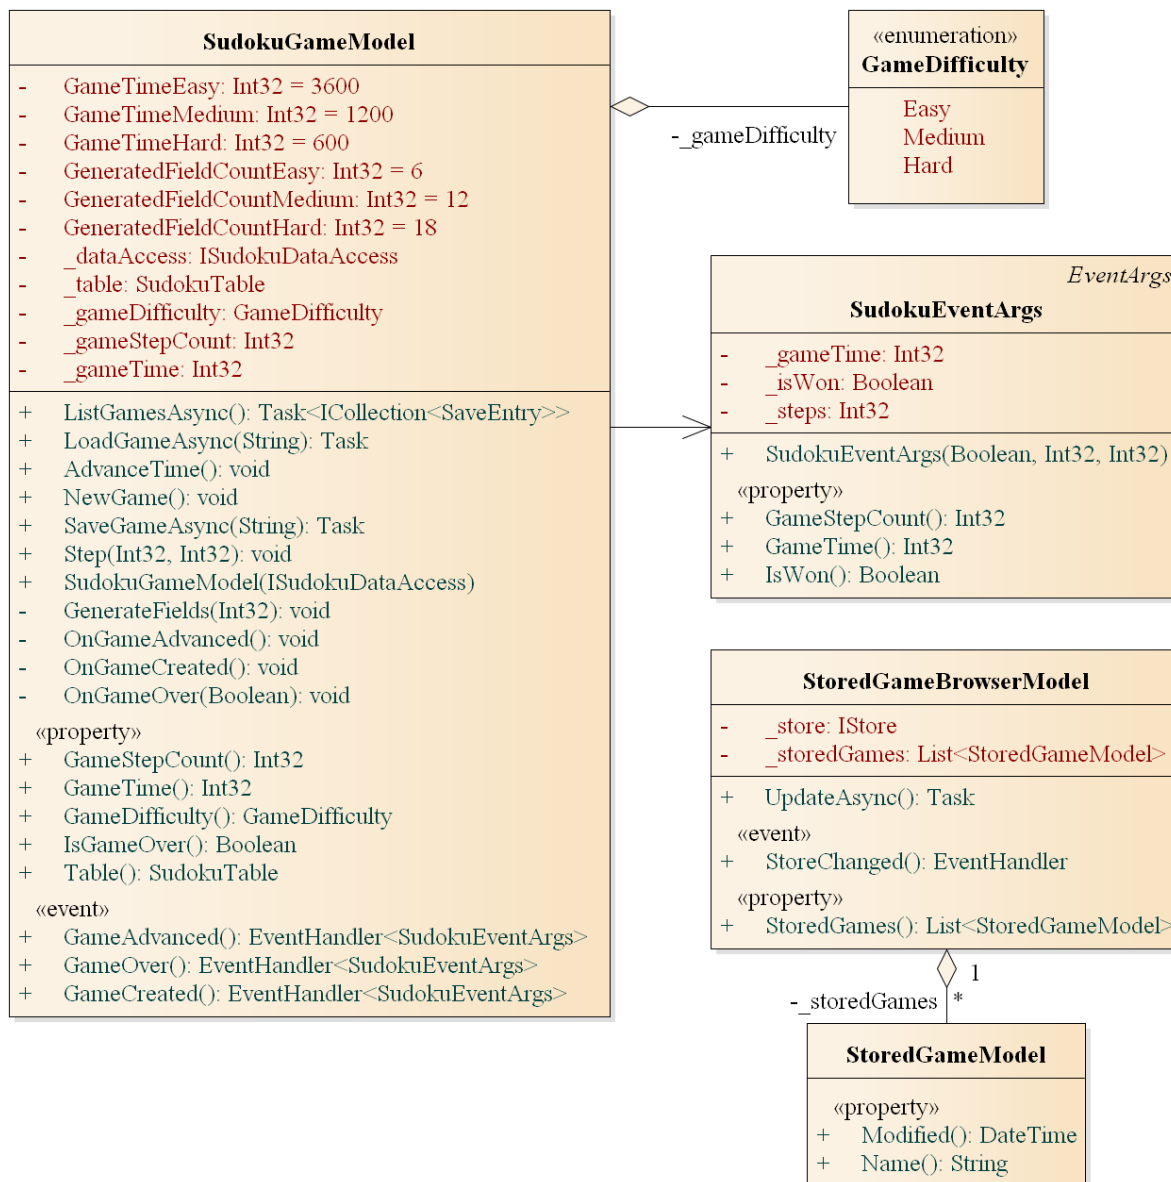 SudokuGameModel
- GameTimeEasy: Int32 = 3600
- GameTimeMedium: Int32 = 1200
- GameTimeHard: Int32 = 600
- GeneratedFieldCountEasy: Int32 = 6
- GeneratedFieldCountMedium: Int32 = 12
- GeneratedFieldCountHard: Int32 = 18
- _dataAccess: ISudokuDataAccess
- _table: SudokuTable
- _gameDifficulty: GameDifficulty
- _gameStepCount: Int32
- _gameTime: Int32
+ ListGamesAsync(): Task<ICollection<SaveEntry>>
+ LoadGameAsync(String): Task
+ AdvanceTime(): void
+ NewGame(): void
+ SaveGameAsync(String): Task
+ Step(Int32, Int32): void
+ SudokuGameModel(ISudokuDataAccess)
- GenerateFields(Int32): void
- OnGameAdvanced(): void
- OnGameCreated(): void
- OnGameOver(Boolean): void
«property»
+ GameStepCount(): Int32
+ GameTime(): Int32
+ GameDifficulty(): GameDifficulty
+ IsGameOver(): Boolean
+ Table(): SudokuTable
«event»
+ GameAdvanced(): EventHandler<SudokuEventArgs>
+ GameOver(): EventHandler<SudokuEventArgs>
+ GameCreated(): EventHandler<SudokuEventArgs>
-_gameDifficulty
«enumeration»
GameDifficulty
Easy
Medium
Hard
EventArgs
SudokuEventArgs
- _gameTime: Int32
- _isWon: Boolean
- _steps: Int32
+ SudokuEventArgs(Boolean, Int32, Int32)
«property»
+ GameStepCount(): Int32
+ GameTime(): Int32
+ IsWon(): Boolean
StoredGameBrowserModel
- _store: IStore
- _storedGames: List<StoredGameModel>
+ UpdateAsync(): Task
«event»
+ StoreChanged(): EventHandler
«property»
+ StoredGames(): List<StoredGameModel>
1
-_storedGames *
StoredGameModel
«property»
+ Modified(): DateTime
+ Name(): String